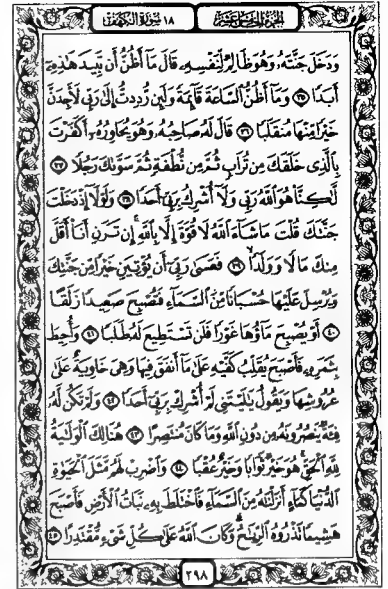 الجزء الخامس عشر
١٨ سورة الكهف
وَدَخَلَ جَنَّتَهُۥ وَهُوَ ظَالِمٌ لِّنَفْسِهِۦ قَالَ مَآ أَظُنُّ أَن تَبِيدَ هَٰذِهِۦٓ
أَبَدًا ۝٣٥ وَمَآ أَظُنُّ ٱلسَّاعَةَ قَآئِمَةً وَلَئِن رُّدِدتُّ إِلَىٰ رَبِّى لَأَجِدَنَّ
خَيْرًا مِّنْهَا مُنقَلَبًا ۝٣٦ قَالَ لَهُۥ صَاحِبُهُۥ وَهُوَ يُحَاوِرُهُۥٓ أَكَفَرْتَ
بِٱلَّذِى خَلَقَكَ مِن تُرَابٍ ثُمَّ مِن نُّطْفَةٍ ثُمَّ سَوَّىٰكَ رَجُلًا ۝٣٧
لَّٰكِنَّا۠ هُوَ ٱللَّهُ رَبِّى وَلَآ أُشْرِكُ بِرَبِّىٓ أَحَدًا ۝٣٨ وَلَوْلَآ إِذْ دَخَلْتَ
جَنَّتَكَ قُلْتَ مَا شَآءَ ٱللَّهُ لَا قُوَّةَ إِلَّا بِٱللَّهِ ۚ إِن تَرَنِ أَنَا۠ أَقَلَّ
مِنكَ مَالًا وَوَلَدًا ۝٣٩ فَعَسَىٰ رَبِّىٓ أَن يُؤْتِيَنِ خَيْرًا مِّن جَنَّتِكَ
وَيُرْسِلَ عَلَيْهَا حُسْبَانًا مِّنَ ٱلسَّمَآءِ فَتُصْبِحَ صَعِيدًا زَلَقًا
۝٤٠ أَوْ يُصْبِحَ مَآؤُهَا غَوْرًا فَلَن تَسْتَطِيعَ لَهُۥ طَلَبًا ۝٤١ وَأُحِيطَ
بِثَمَرِهِۦ فَأَصْبَحَ يُقَلِّبُ كَفَّيْهِ عَلَىٰ مَآ أَنفَقَ فِيهَا وَهِىَ خَاوِيَةٌ عَلَىٰ
عُرُوشِهَا وَيَقُولُ يَٰلَيْتَنِى لَمْ أُشْرِكْ بِرَبِّىٓ أَحَدًا ۝٤٢ وَلَمْ تَكُن لَّهُۥ
فِئَةٌ يَنصُرُونَهُۥ مِن دُونِ ٱللَّهِ وَمَا كَانَ مُنتَصِرًا ۝٤٣ هُنَالِكَ ٱلْوَلَٰيَةُ
لِلَّهِ ٱلْحَقِّ ۚ هُوَ خَيْرٌ ثَوَابًا وَخَيْرٌ عُقْبًا ۝٤٤ وَٱضْرِبْ لَهُم مَّثَلَ ٱلْحَيَوٰةِ
ٱلدُّنْيَا كَمَآءٍ أَنزَلْنَٰهُ مِنَ ٱلسَّمَآءِ فَٱخْتَلَطَ بِهِۦ نَبَاتُ ٱلْأَرْضِ فَأَصْبَحَ
هَشِيمًا تَذْرُوهُ ٱلرِّيَٰحُ ۗ وَكَانَ ٱللَّهُ عَلَىٰ كُلِّ شَىْءٍ مُّقْتَدِرًا ۝٤٥
٢٩٨